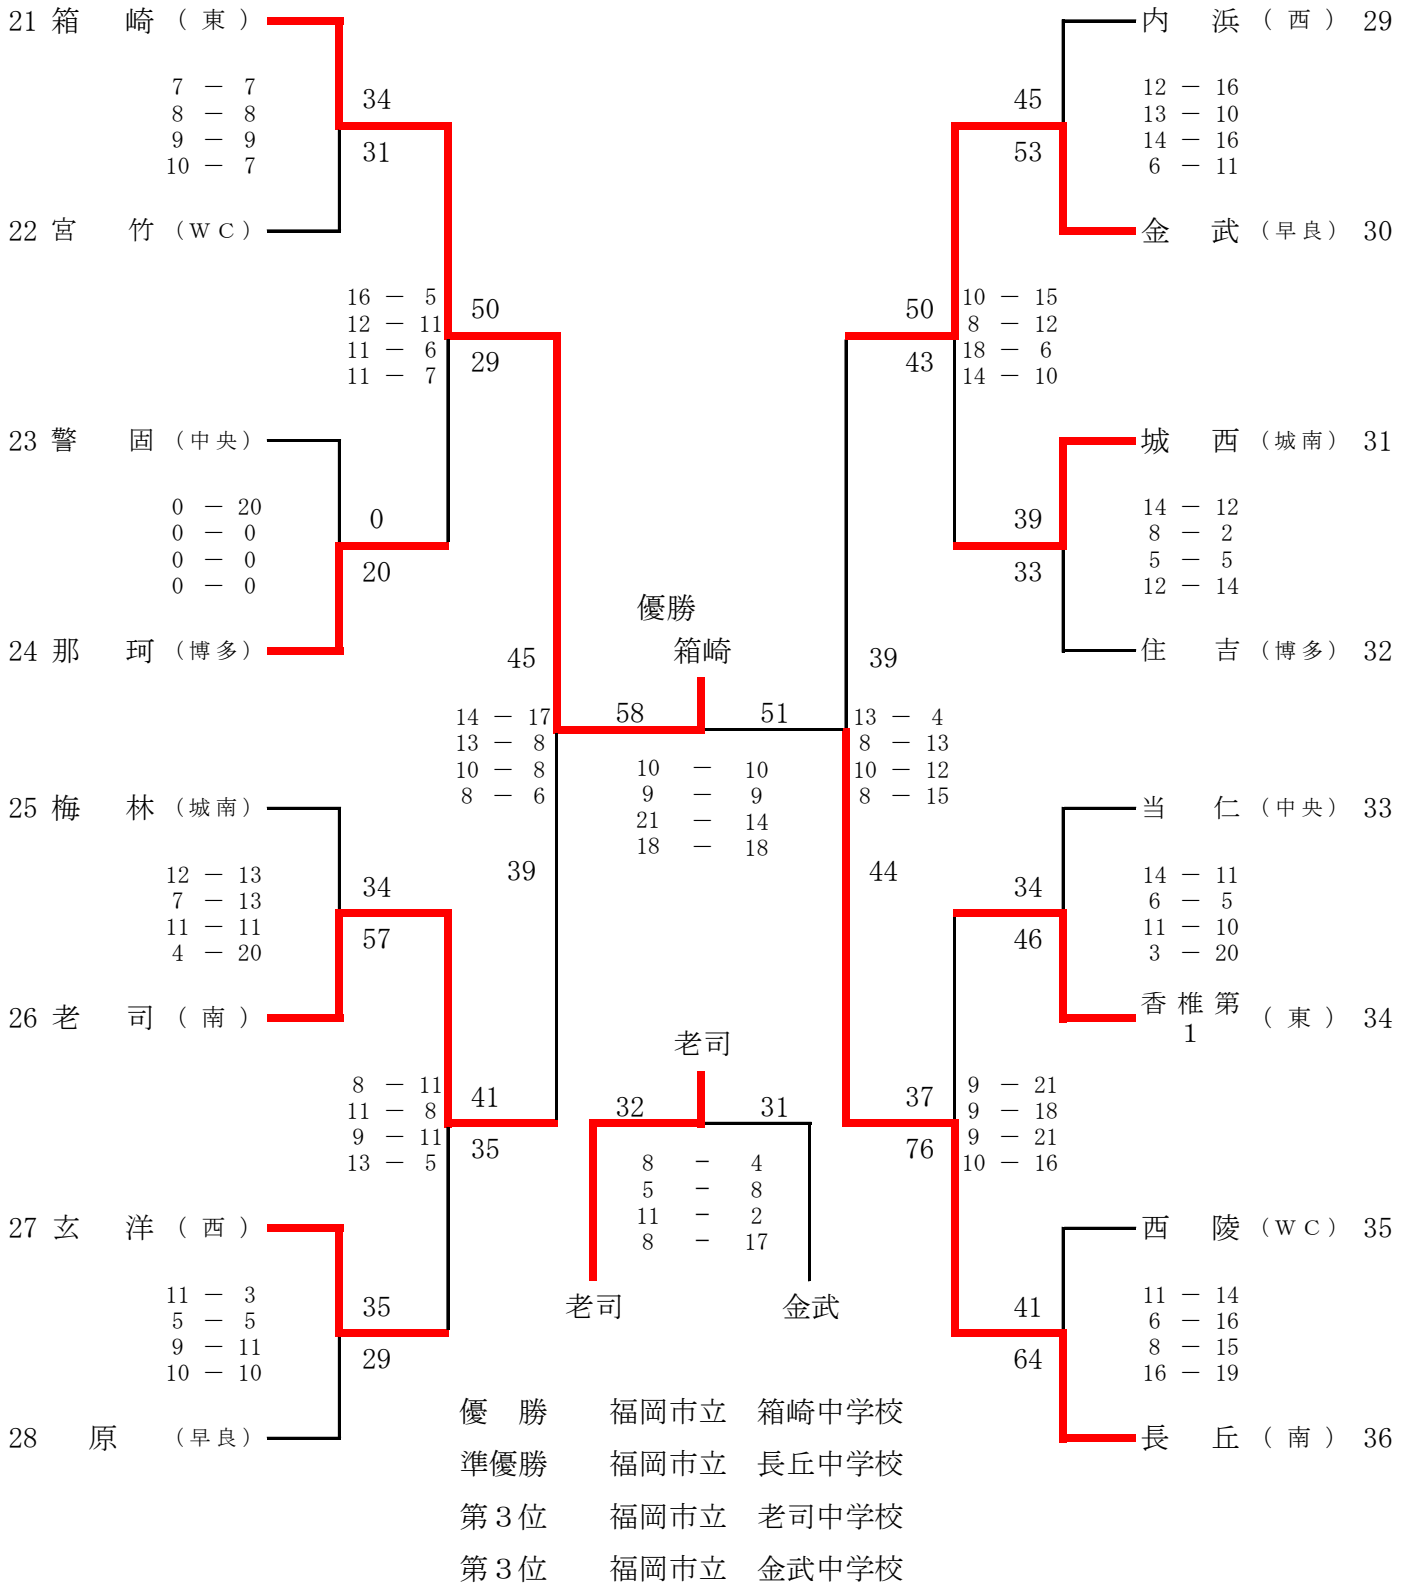 21 箱 崎 （ 東 ）
7 － 7
8 － 8
9 － 9
10 － 7
34
31
22 宮 竹 （ＷＣ）
16 － 5
12 － 11
11 － 6
11 － 7
50
29
23 警 固 （中央）
0 － 20
0 － 0
0 － 0
0 － 0
0
20
24 那 珂 （博多）
45
14 － 17
13 － 8
10 － 8
8 － 6
39
25 梅 林 （城南）
12 － 13
7 － 13
11 － 11
4 － 20
34
57
26 老 司 （ 南 ）
8 － 11
11 － 8
9 － 11
13 － 5
41
35
27 玄 洋 （ 西 ）
11 － 3
5 － 5
9 － 11
10 － 10
35
29
28 原 （早良）
優勝
箱崎
58 51
10 － 10
9 － 9
21 － 14
18 － 18
老司
32 31
8 － 4
5 － 8
11 － 2
8 － 17
老司 金武
内 浜 （ 西 ） 29
12 － 16
13 － 10
14 － 16
6 － 11
45
53
金 武 （早良） 30
50
43
10 － 15
8 － 12
18 － 6
14 － 10
城 西 （城南） 31
14 － 12
8 － 2
5 － 5
12 － 14
39
33
住 吉 （博多） 32
39
13 － 4
8 － 13
10 － 12
8 － 15
44
当 仁 （中央） 33
14 － 11
6 － 5
11 － 10
3 － 20
34
46
香椎第
1
（ 東 ） 34
37
76
9 － 21
9 － 18
9 － 21
10 － 16
西 陵 （ＷＣ） 35
11 － 14
6 － 16
8 － 15
16 － 19
41
64
長 丘 （ 南 ） 36
優 勝 福岡市立 箱崎中学校
準優勝 福岡市立 長丘中学校
第３位 福岡市立 老司中学校
第３位 福岡市立 金武中学校